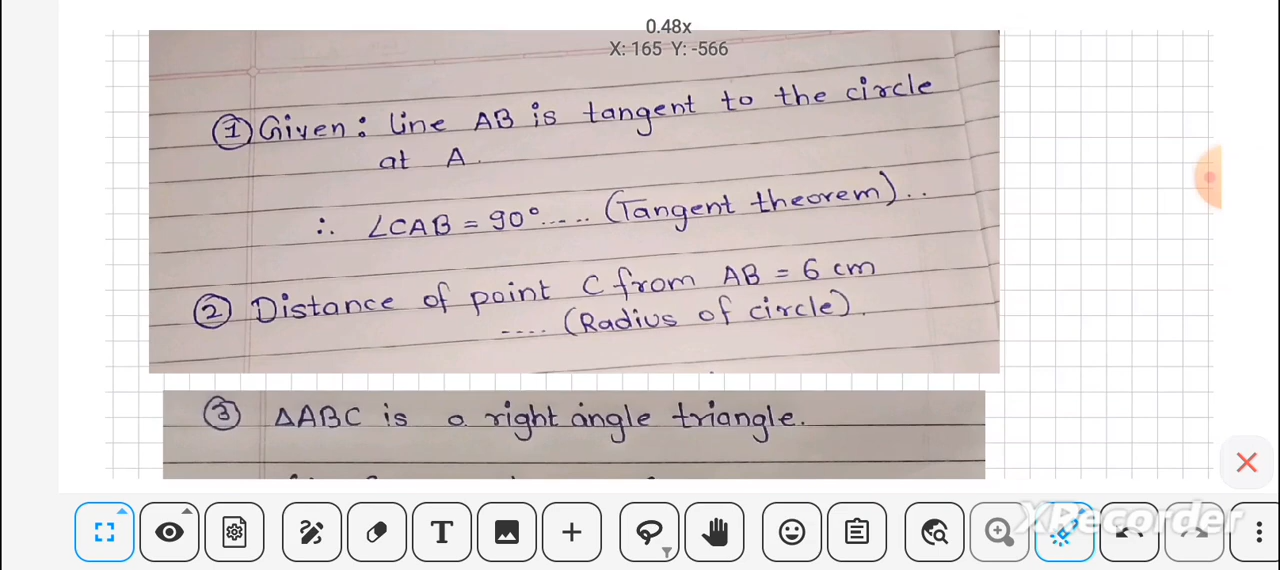 0.48x
X: 165 Y: -566
① Given: line AB is tangent to the circle
at A.
∴ ∠CAB = 90°.... (Tangent theorem)..
② Distance of point C from AB = 6 cm
.... (Radius of circle).
③ ΔABC is a right angle triangle.
T
XRecorder